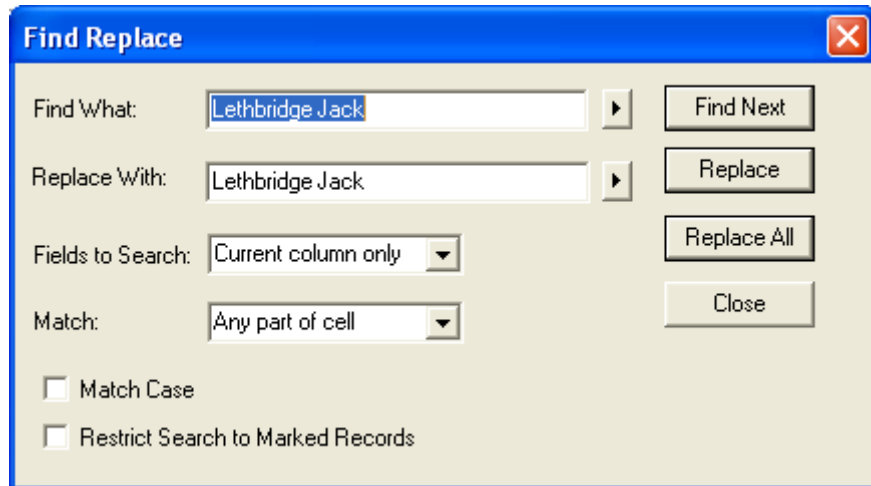 Find Replace
Find What: Lethbridge Jack Find Next
Replace With: Lethbridge Jack Replace
Fields to Search: Current column only Replace All
Match: Any part of cell Close
Match Case
Restrict Search to Marked Records